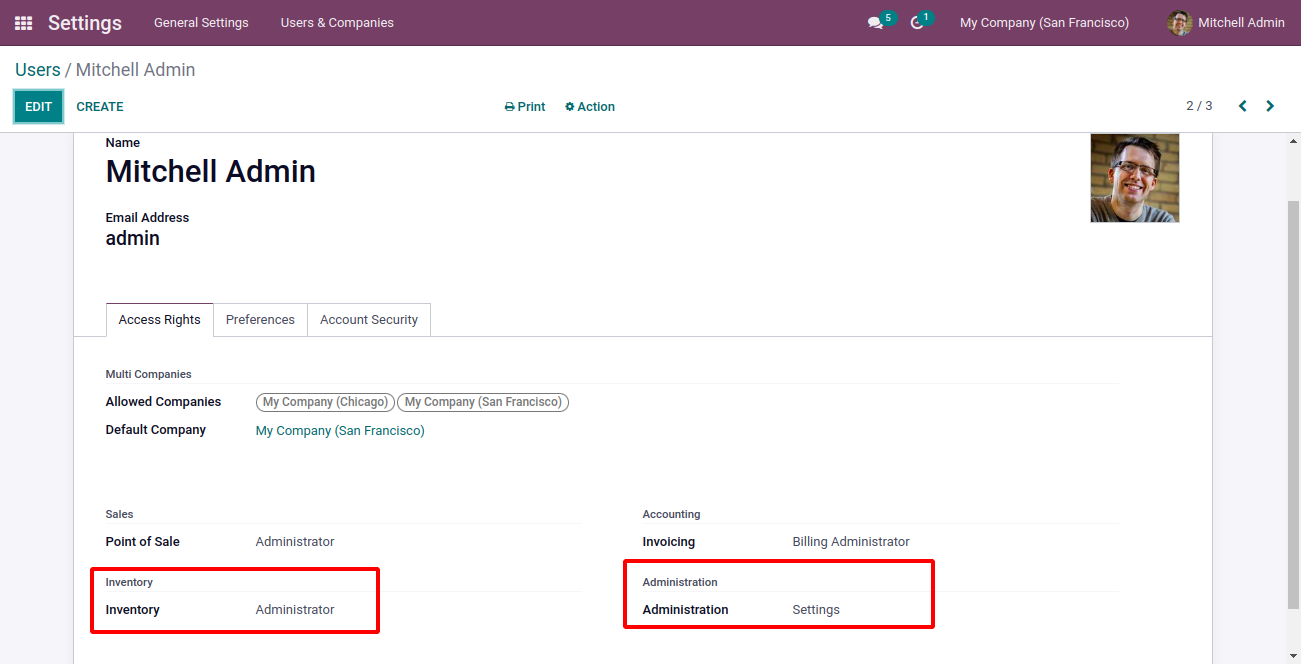 Settings General Settings Users & Companies 5 1 My Company (San Francisco) Mitchell Admin
Users / Mitchell Admin
EDIT CREATE Print Action 2 / 3
Name
Mitchell Admin
Email Address
admin
Access Rights Preferences Account Security
Multi Companies
Allowed Companies My Company (Chicago) My Company (San Francisco)
Default Company My Company (San Francisco)
Sales Accounting
Point of Sale Administrator Invoicing Billing Administrator
Inventory Administration
Inventory Administrator Administration Settings